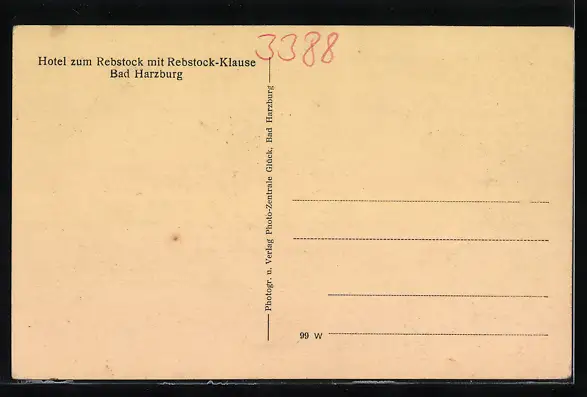 3388
Hotel zum Rebstock mit Rebstock-Klause
Bad Harzburg
Photogr. u. Verlag Photo-Zentrale Glück, Bad Harzburg
99 W